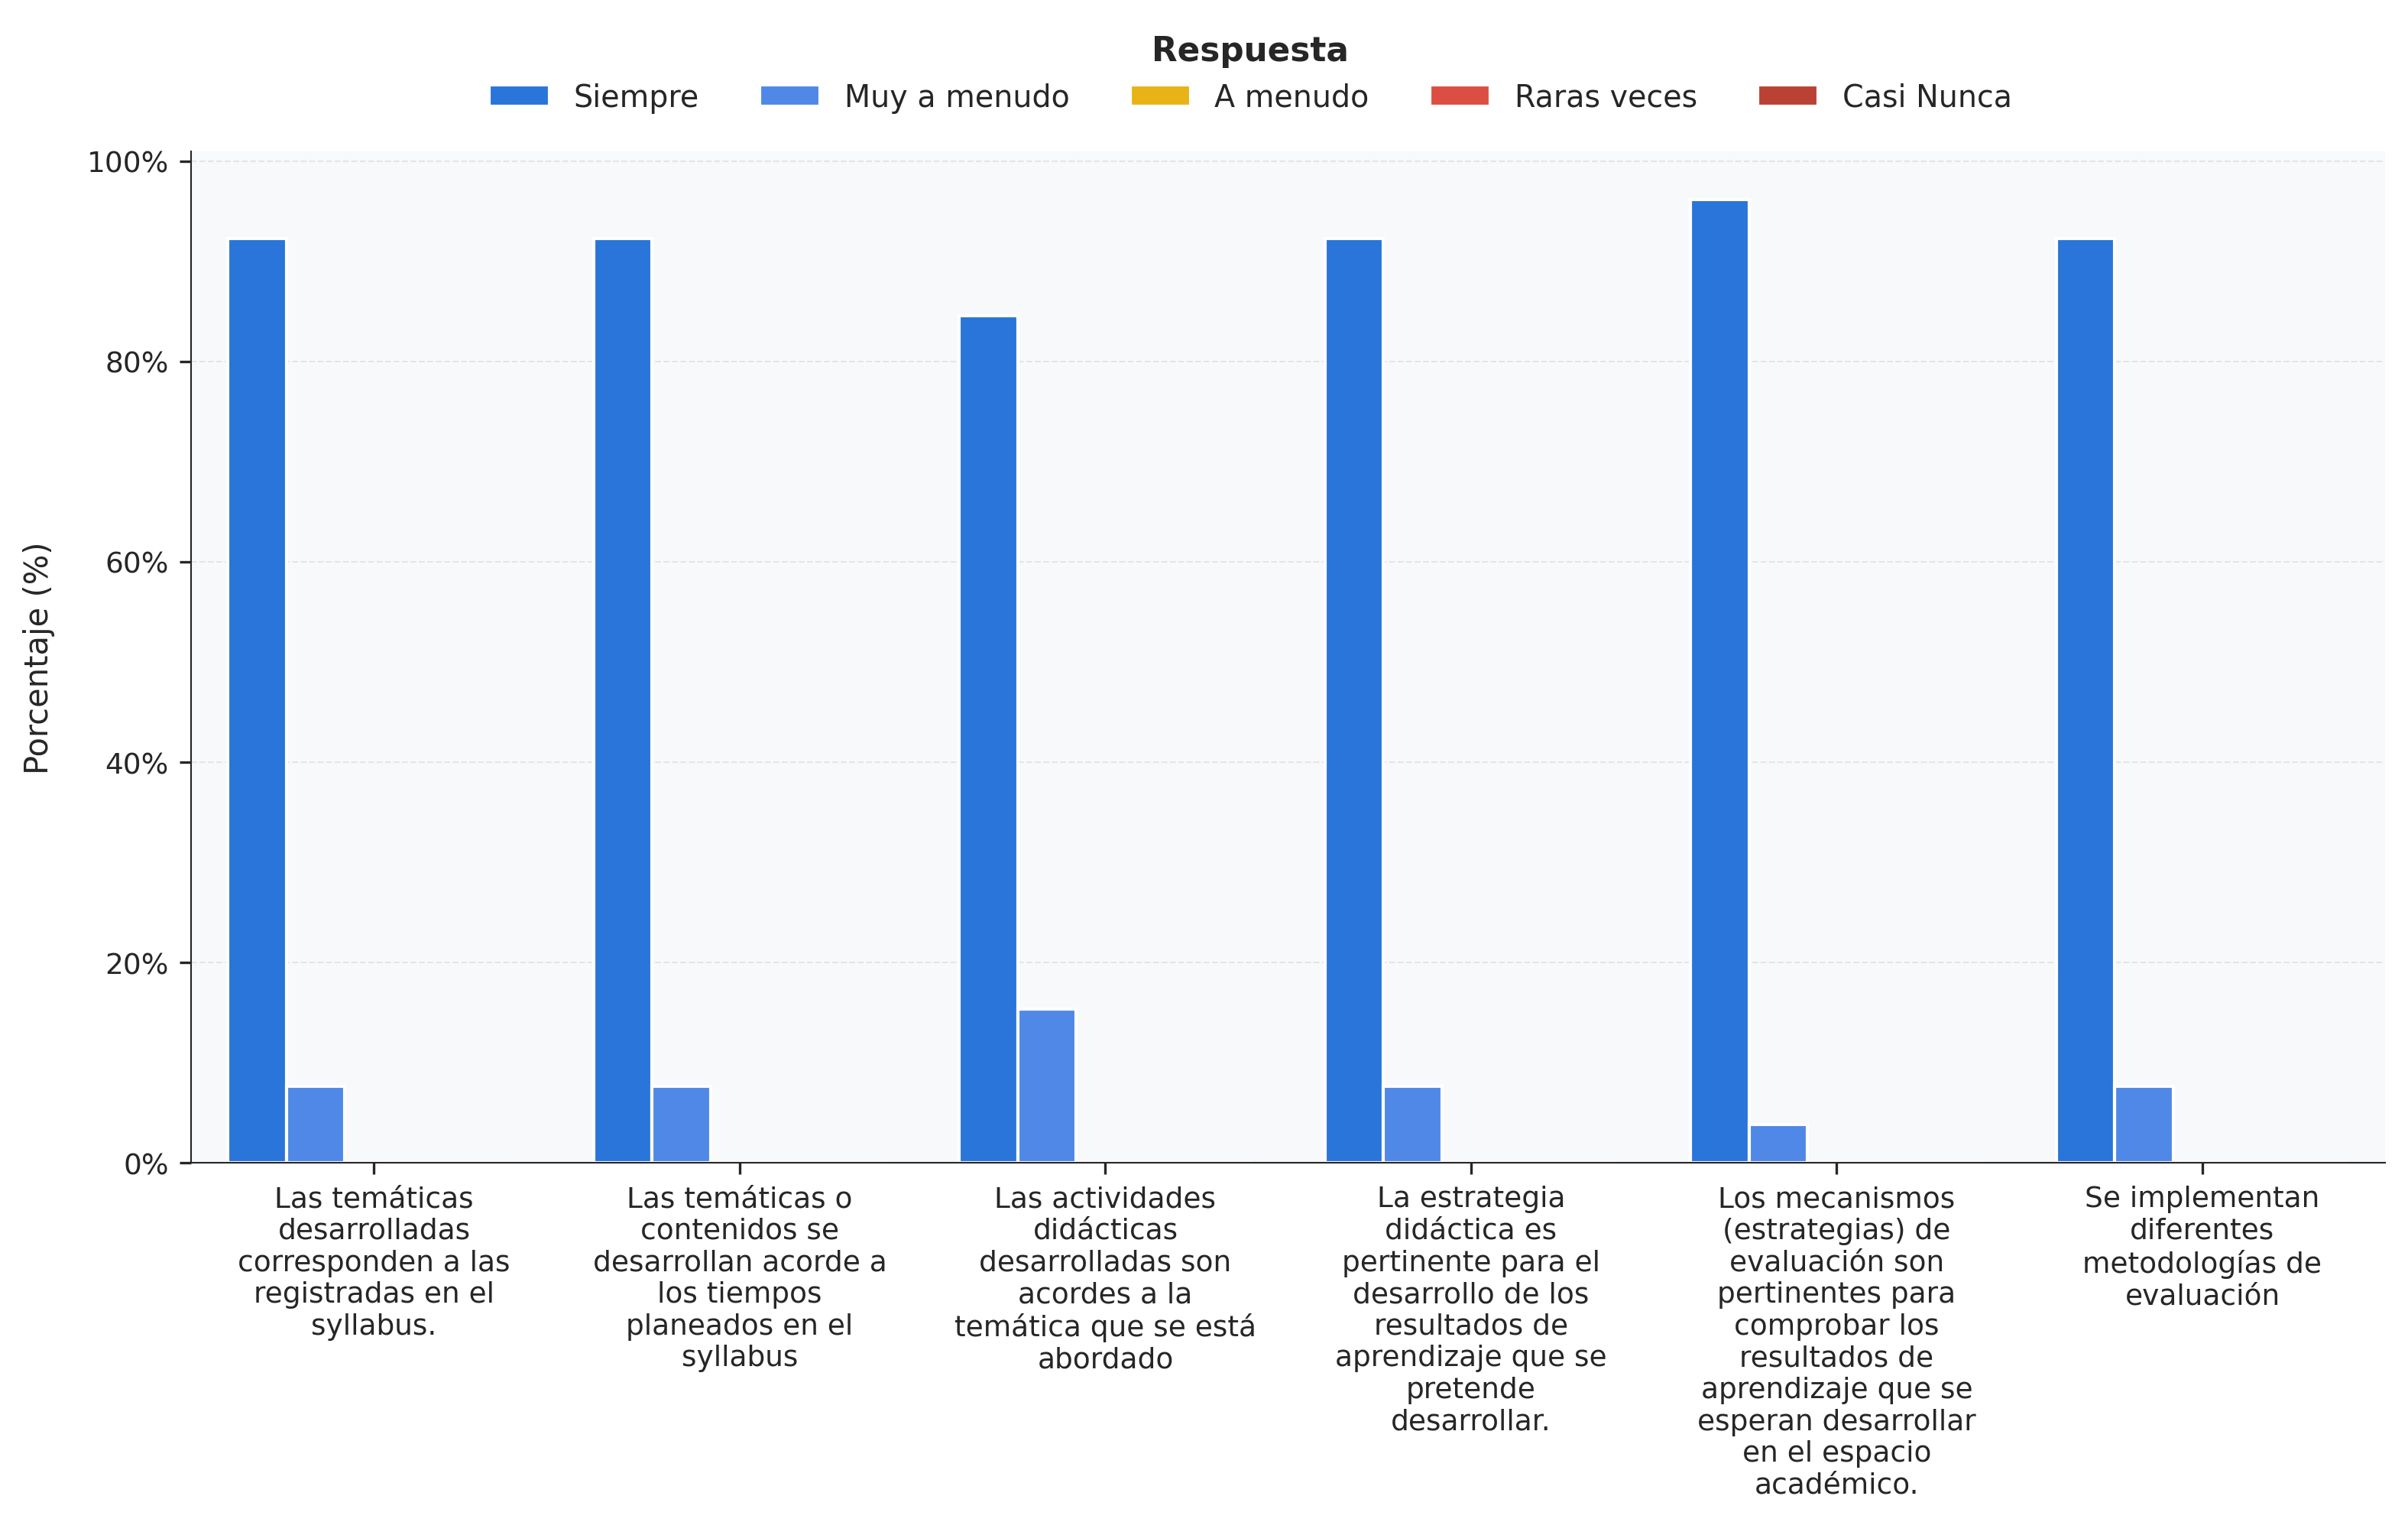 Respuesta
Siempre Muy a menudo A menudo Raras veces Casi Nunca
Porcentaje (%)
100%
80%
60%
40%
20%
0%
Las temáticas
desarrolladas
corresponden a las
registradas en el
syllabus.
Las temáticas o
contenidos se
desarrollan acorde a
los tiempos
planeados en el
syllabus
Las actividades
didácticas
desarrolladas son
acordes a la
temática que se está
abordado
La estrategia
didáctica es
pertinente para el
desarrollo de los
resultados de
aprendizaje que se
pretende
desarrollar.
Los mecanismos
(estrategias) de
evaluación son
pertinentes para
comprobar los
resultados de
aprendizaje que se
esperan desarrollar
en el espacio
académico.
Se implementan
diferentes
metodologías de
evaluación